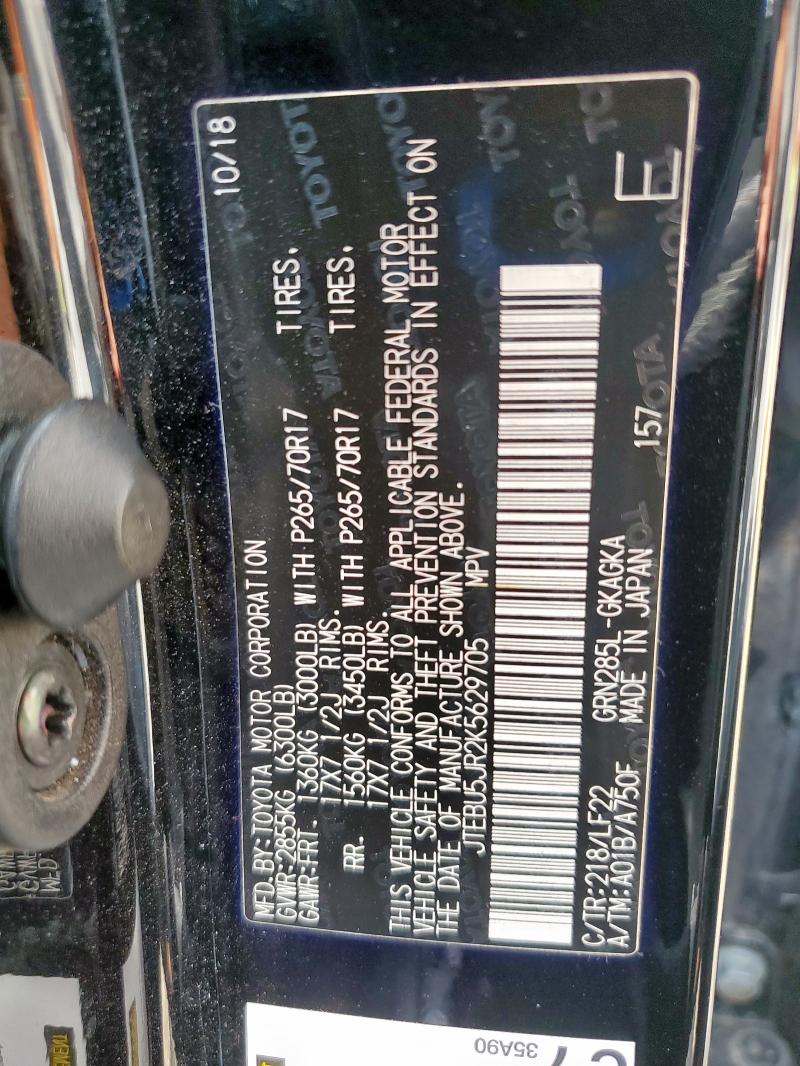 MFD.BY:TOYOTA MOTOR CORPORATION 10/18
GVWR:2855KG (6300LB)
GAWR:FRT. 1360KG (3000LB) WITH P265/70R17 TIRES,
17X7 1/2J RIMS.
RR. 1560KG (3450LB) WITH P265/70R17 TIRES,
17X7 1/2J RIMS.
THIS VEHICLE CONFORMS TO ALL APPLICABLE FEDERAL MOTOR
VEHICLE SAFETY AND THEFT PREVENTION STANDARDS IN EFFECT ON
THE DATE OF MANUFACTURE SHOWN ABOVE.
JTEBU5JR2K5629705 MPV
C/TR:218/LF22 GRN285L-GKAGKA 157 E
A/TM:A01B/A750F MADE IN JAPAN
35A90